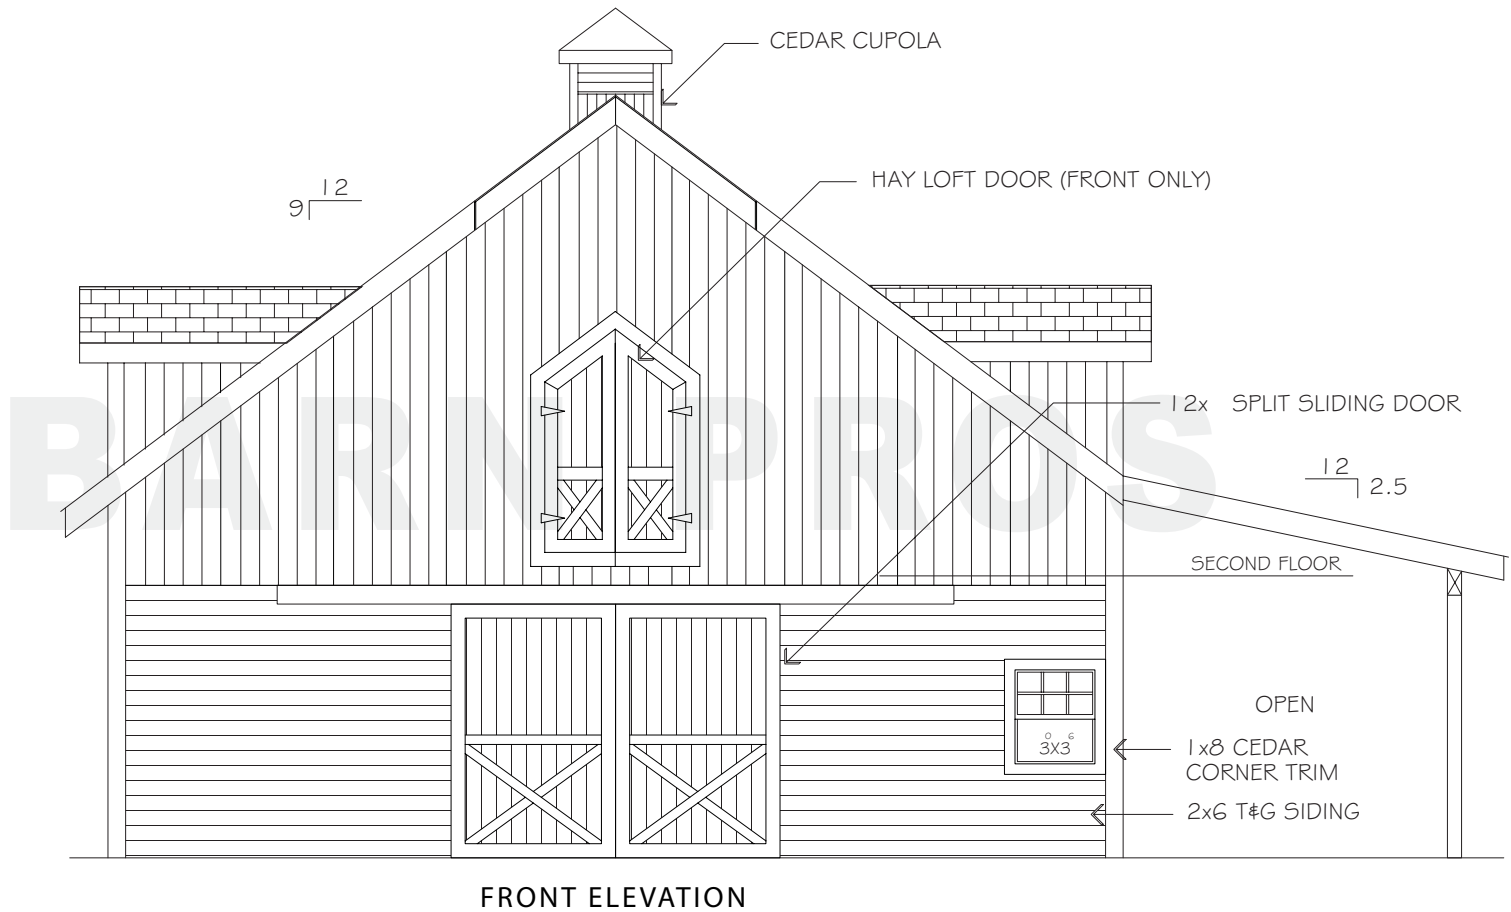 CEDAR CUPOLA
HAY LOFT DOOR (FRONT ONLY)
12
9
BARN PROS
12x SPLIT SLIDING DOOR
12
2.5
SECOND FLOOR
OPEN
3⁰X3⁶
1x8 CEDAR
CORNER TRIM
2x6 T&G SIDING
FRONT ELEVATION